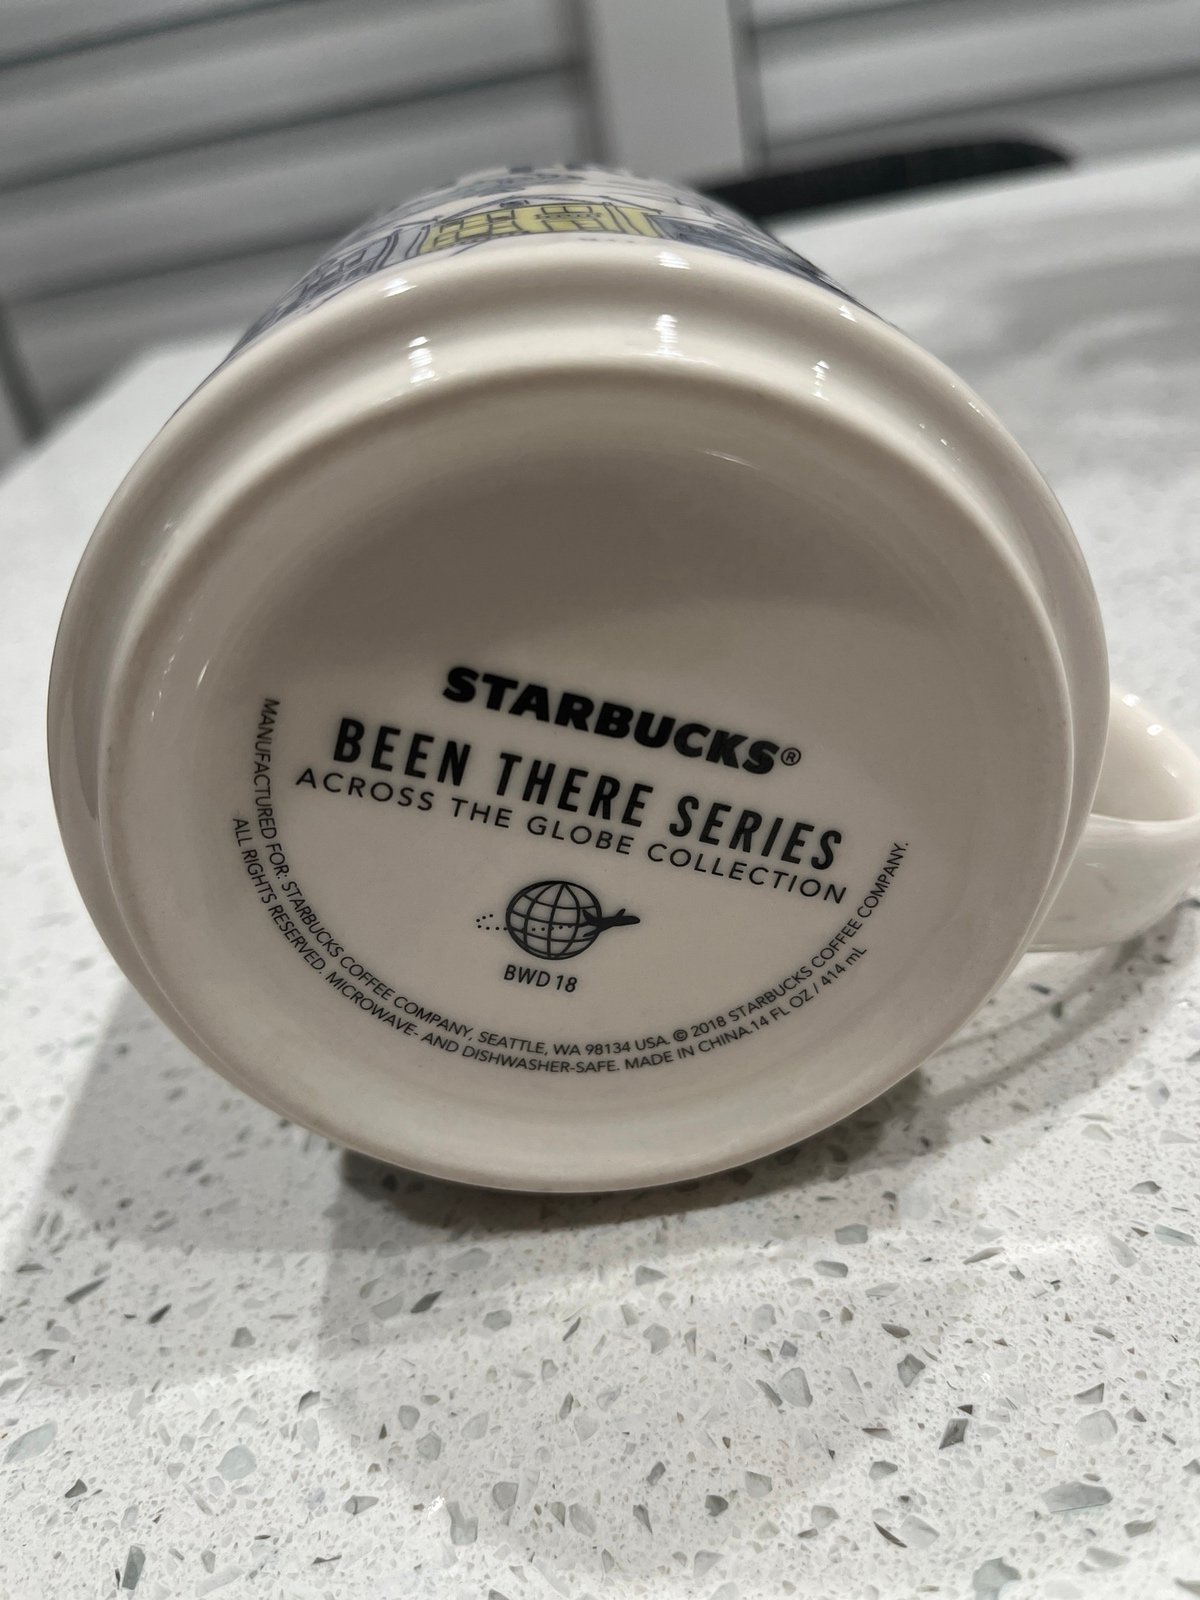 STARBUCKS®
BEEN THERE SERIES
ACROSS THE GLOBE COLLECTION
BWD 18
MANUFACTURED FOR: STARBUCKS COFFEE COMPANY, SEATTLE, WA 98134 USA. © 2018 STARBUCKS COFFEE COMPANY.
ALL RIGHTS RESERVED. MICROWAVE- AND DISHWASHER-SAFE. MADE IN CHINA.14 FL OZ / 414 mL